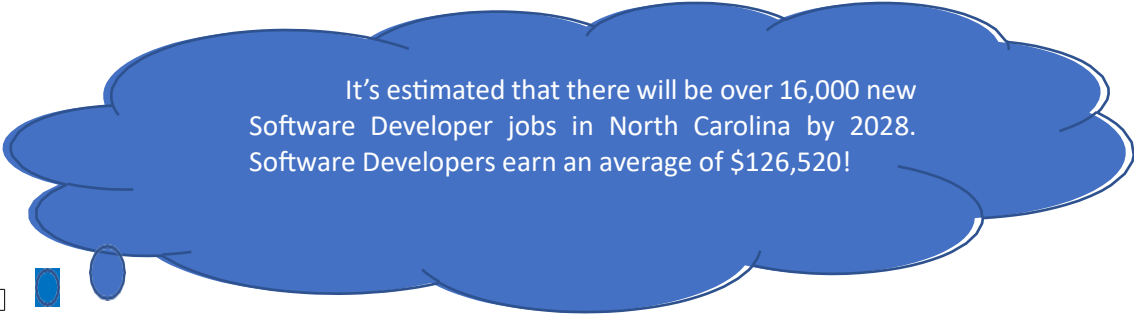 It’s estimated that there will be over 16,000 new
Software Developer jobs in North Carolina by 2028.
Software Developers earn an average of $126,520!